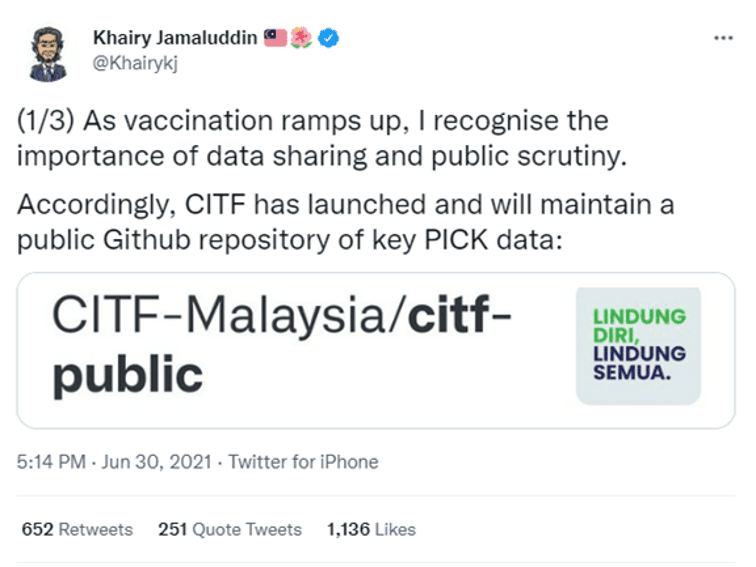 Khairy Jamaluddin 🇲🇾🌺
@Khairykj
(1/3) As vaccination ramps up, I recognise the
importance of data sharing and public scrutiny.
Accordingly, CITF has launched and will maintain a
public Github repository of key PICK data:
CITF-Malaysia/citf-
public
LINDUNG
DIRI,
LINDUNG
SEMUA.
5:14 PM · Jun 30, 2021 · Twitter for iPhone
652 Retweets 251 Quote Tweets 1,136 Likes